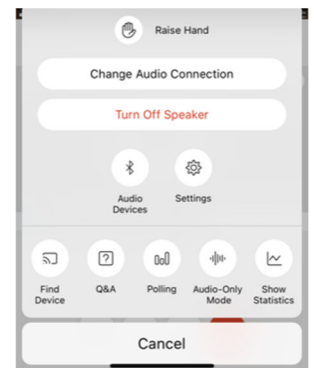 Raise Hand
Change Audio Connection
Turn Off Speaker
Audio
Devices
Settings
Find
Device
Q&A
Polling
Audio-Only
Mode
Show
Statistics
Cancel